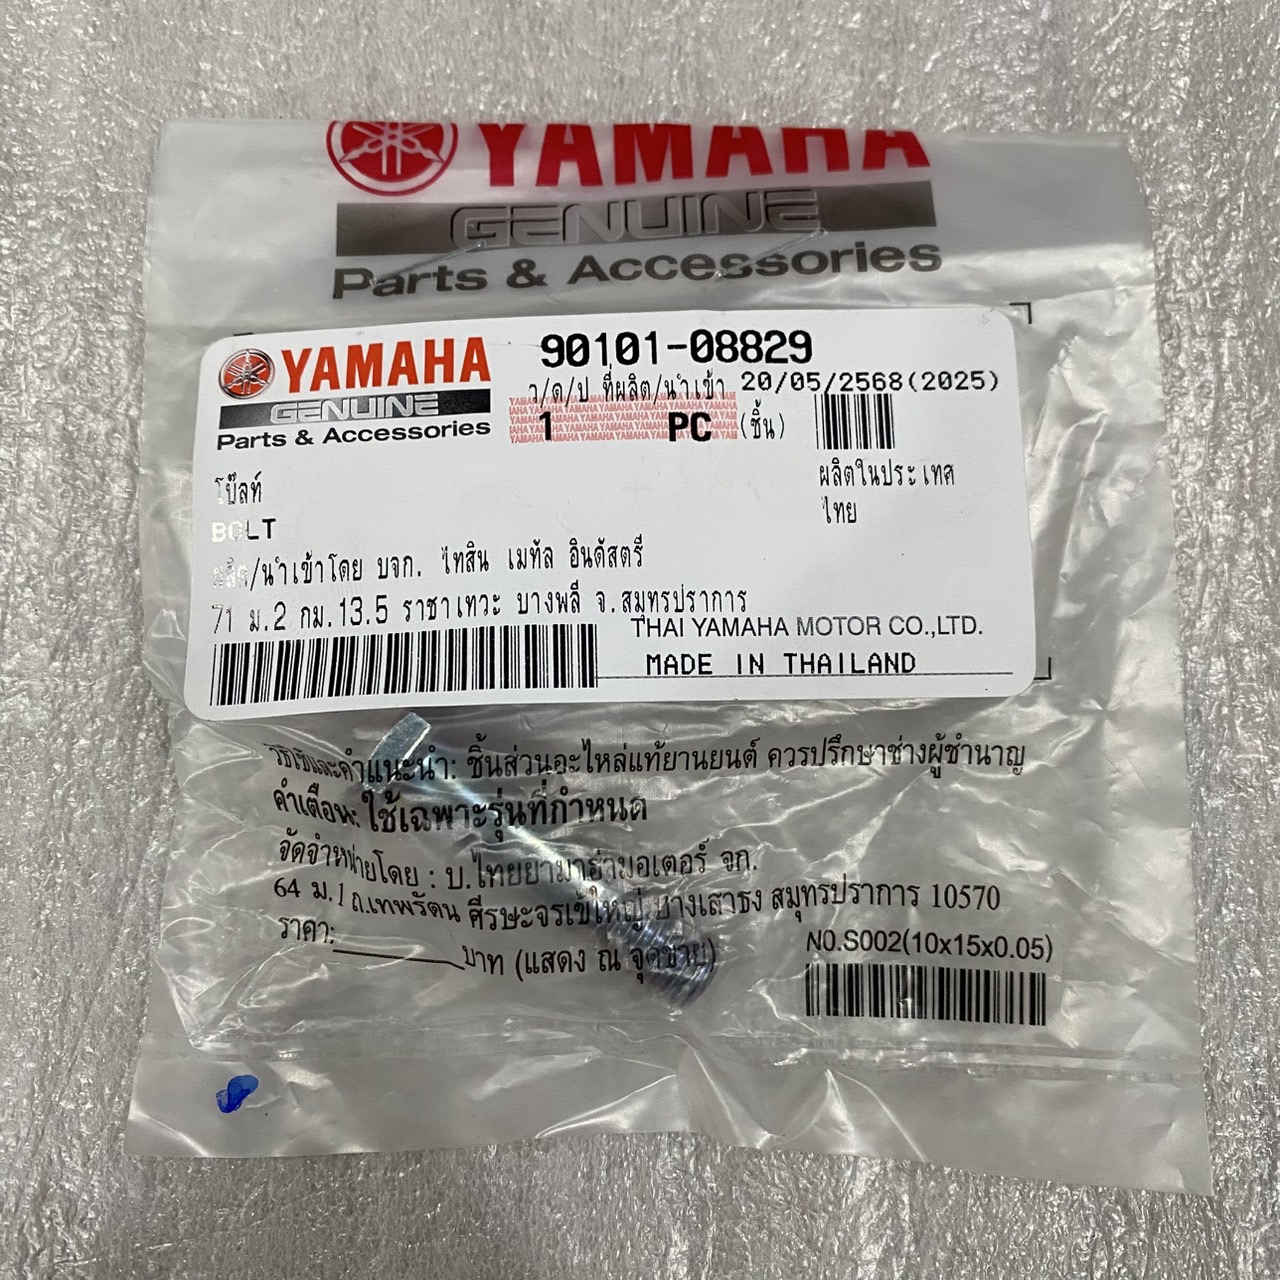 YAMAHA
GENUINE
Parts & Accessories
YAMAHA
GENUINE
Parts & Accessories
90101-08829
ว/ด/ป ที่ผลิต/นำเข้า 20/05/2568(2025)
1 PC (ชิ้น)
โบ๊ลท์
BOLT
ผลิตในประเทศ
ไทย
ผลิต/นำเข้าโดย บจก. ไทสิน เมทัล อินดัสตรี
71 ม.2 กม.13.5 ราชาเทวะ บางพลี จ.สมุทรปราการ
THAI YAMAHA MOTOR CO.,LTD.
MADE IN THAILAND
วิธีใช้และคำแนะนำ: ชิ้นส่วนอะไหล่แท้ยานยนต์ ควรปรึกษาช่างผู้ชำนาญ
คำเตือน: ใช้เฉพาะรุ่นที่กำหนด
จัดจำหน่ายโดย : บ.ไทยยามาฮ่ามอเตอร์ จก.
64 ม.1 ถ.เทพรัตน ศีรษะจรเข้ใหญ่ บางเสาธง สมุทรปราการ 10570
ราคา:________บาท (แสดง ณ จุดขาย)
NO.S002(10x15x0.05)